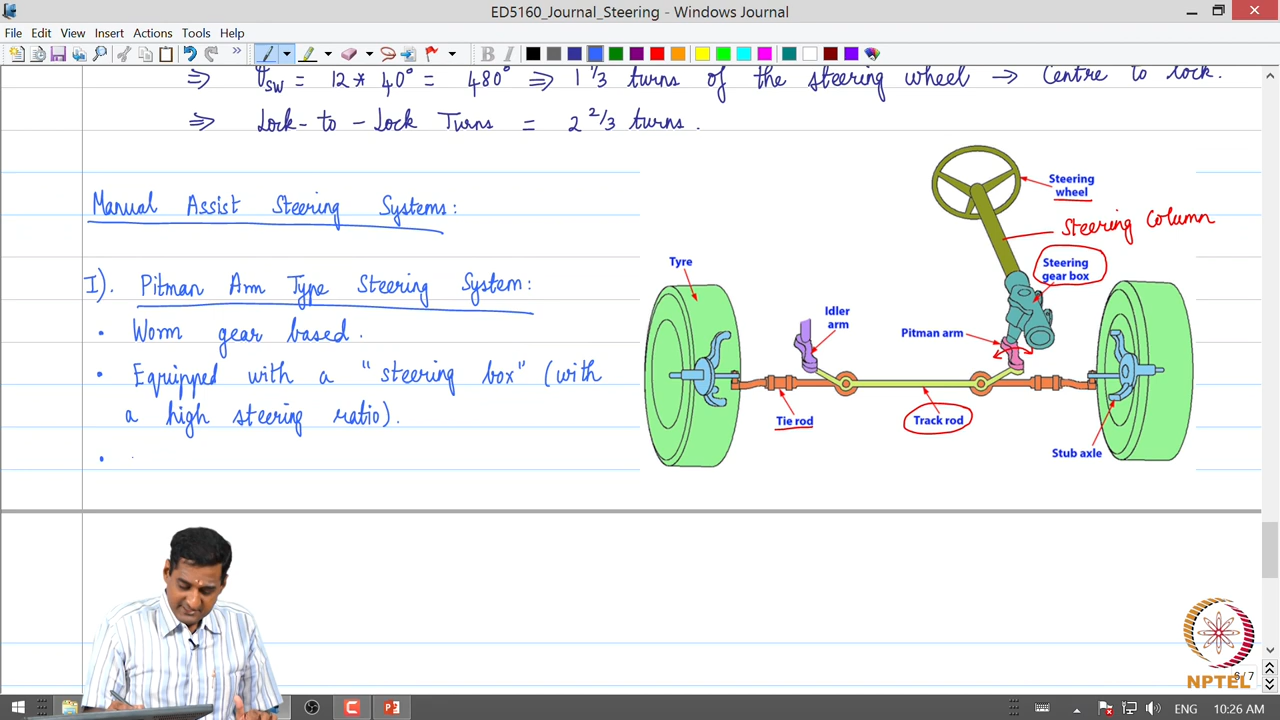 ED5160_Journal_Steering - Windows Journal
File Edit View Insert Actions Tools Help
⇒ θsw = 12 * 40° = 480° ⇒ 1 1/3 turns of the steering wheel → Centre to lock.
⇒ Lock-to-Lock Turns = 2 2/3 turns.
Manual Assist Steering Systems:
I). Pitman Arm Type Steering System:
• Worm gear based.
• Equipped with a "steering box" (with
a high steering ratio).
•
Steering
wheel
Steering Column
Steering
gear box
Tyre
Idler
arm
Pitman arm
Tie rod
Track rod
Stub axle
NPTEL
8/7
ENG
10:26 AM